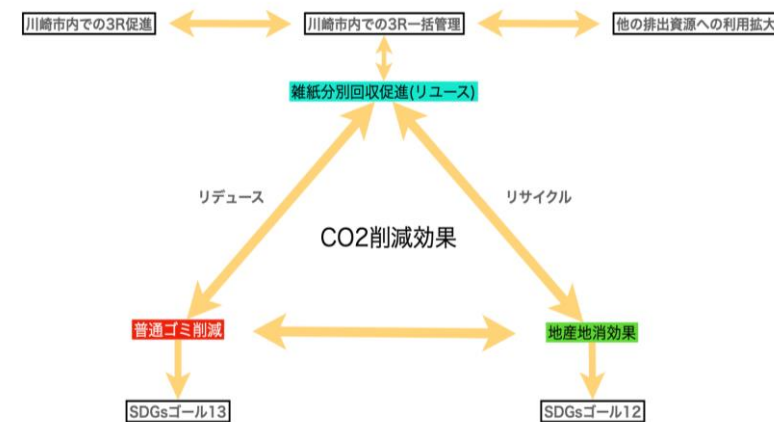 川崎市内での3R促進
川崎市内での3R一括管理
他の排出資源への利用拡大
雑紙分別回収促進(リユース)
リデュース
リサイクル
CO2削減効果
普通ゴミ削減
地産地消効果
SDGsゴール13
SDGsゴール12